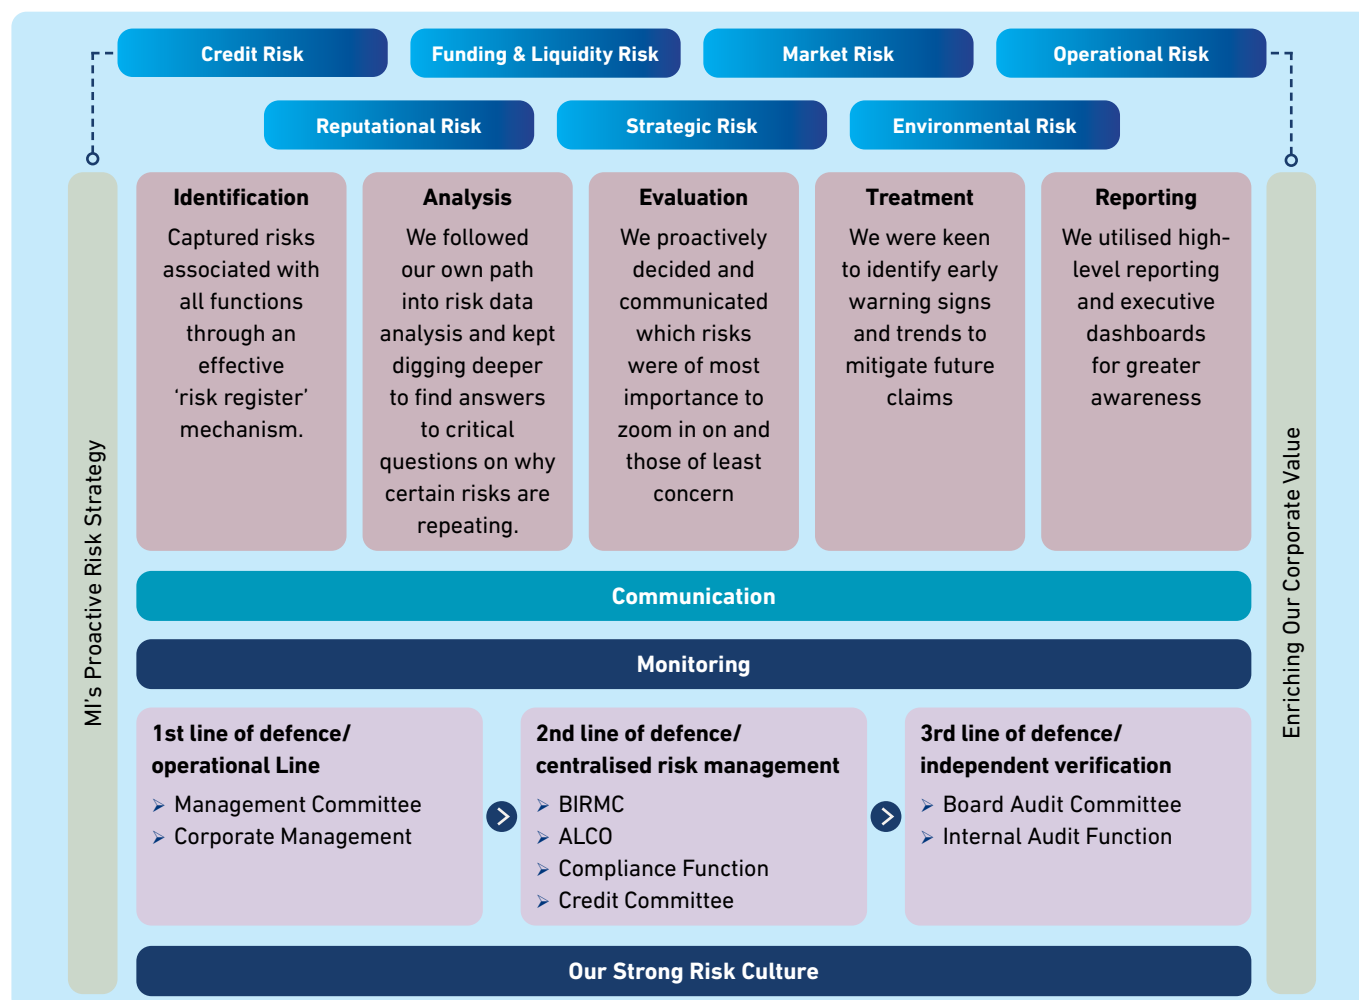 Credit Risk
Funding & Liquidity Risk
Market Risk
Operational Risk
Reputational Risk
Strategic Risk
Environmental Risk
MI's Proactive Risk Strategy
Identification
Captured risks
associated with
all functions
through an
effective
‘risk register’
mechanism.
Analysis
We followed
our own path
into risk data
analysis and kept
digging deeper
to find answers
to critical
questions on why
certain risks are
repeating.
Evaluation
We proactively
decided and
communicated
which risks
were of most
importance to
zoom in on and
those of least
concern
Treatment
We were keen
to identify early
warning signs
and trends to
mitigate future
claims
Reporting
We utilised high-
level reporting
and executive
dashboards
for greater
awareness
Enriching Our Corporate Value
Communication
Monitoring
1st line of defence/
operational Line
➢ Management Committee
➢ Corporate Management
2nd line of defence/
centralised risk management
➢ BIRMC
➢ ALCO
➢ Compliance Function
➢ Credit Committee
3rd line of defence/
independent verification
➢ Board Audit Committee
➢ Internal Audit Function
Our Strong Risk Culture